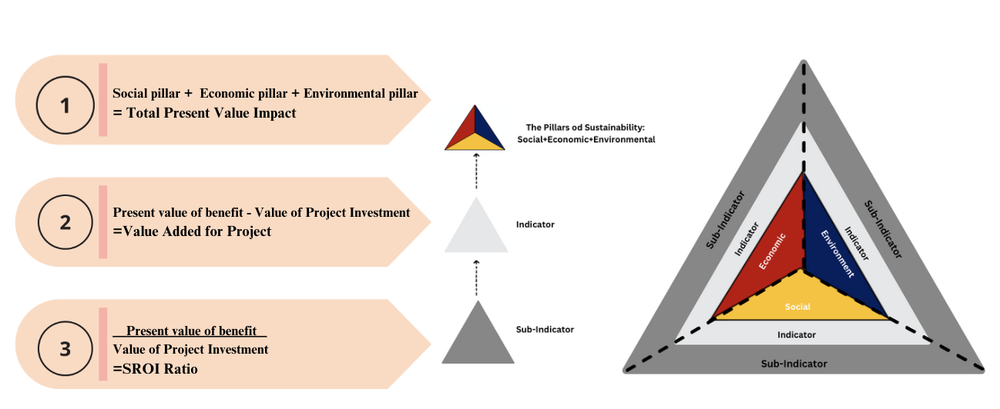 1
Social pillar + Economic pillar + Environmental pillar
= Total Present Value Impact
2
Present value of benefit - Value of Project Investment
=Value Added for Project
3
Present value of benefit
Value of Project Investment
=SROI Ratio
The Pillars od Sustainability:
Social+Economic+Environmental
Indicator
Sub-Indicator
Sub-Indicator
Indicator
Economic
Environment
Indicator
Sub-Indicator
Social
Indicator
Sub-Indicator